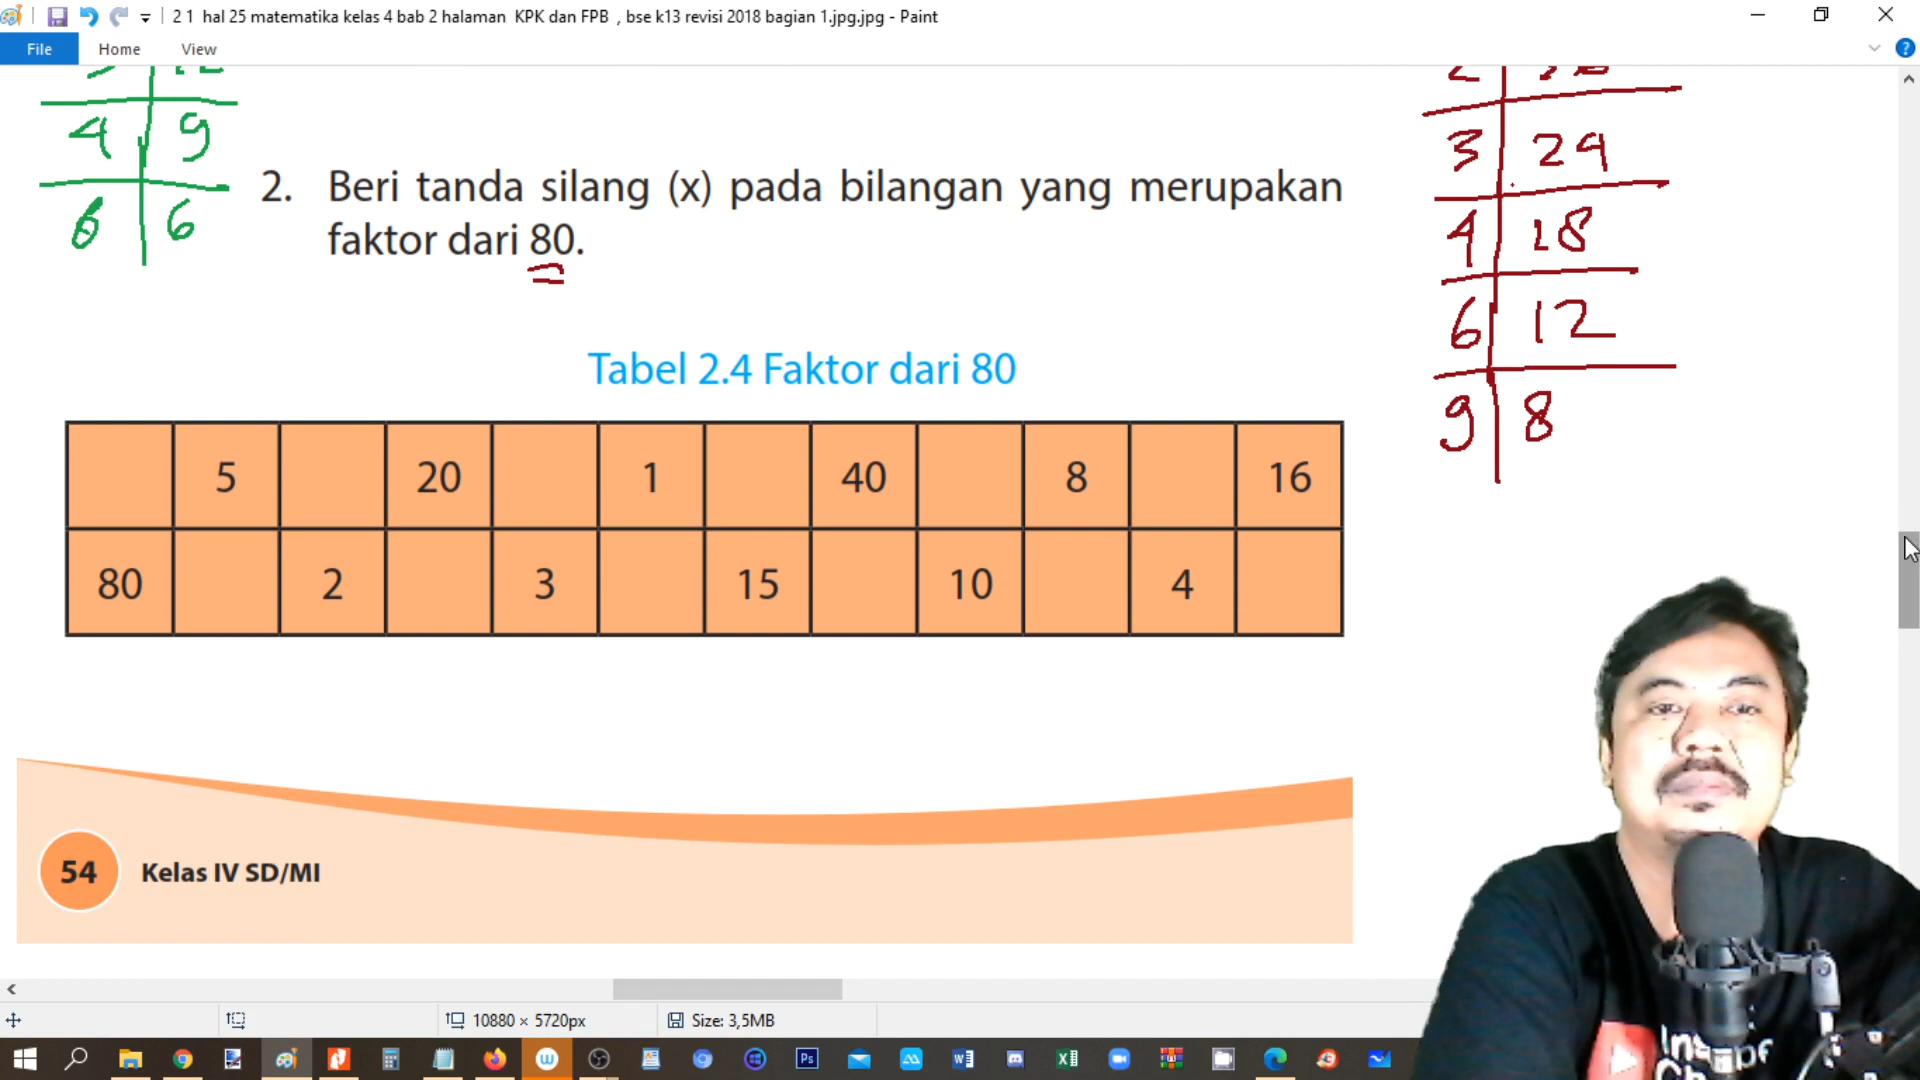 2 1 hal 25 matematika kelas 4 bab 2 halaman KPK dan FPB , bse k13 revisi 2018 bagian 1.jpg.jpg - Paint
File Home View
4 9
6 6
2. Beri tanda silang (x) pada bilangan yang merupakan
faktor dari 80.
3 24
4 18
6 12
9 8
Tabel 2.4 Faktor dari 80
5 20 1 40 8 16
80 2 3 15 10 4
54 Kelas IV SD/MI
10880 × 5720px Size: 3,5MB